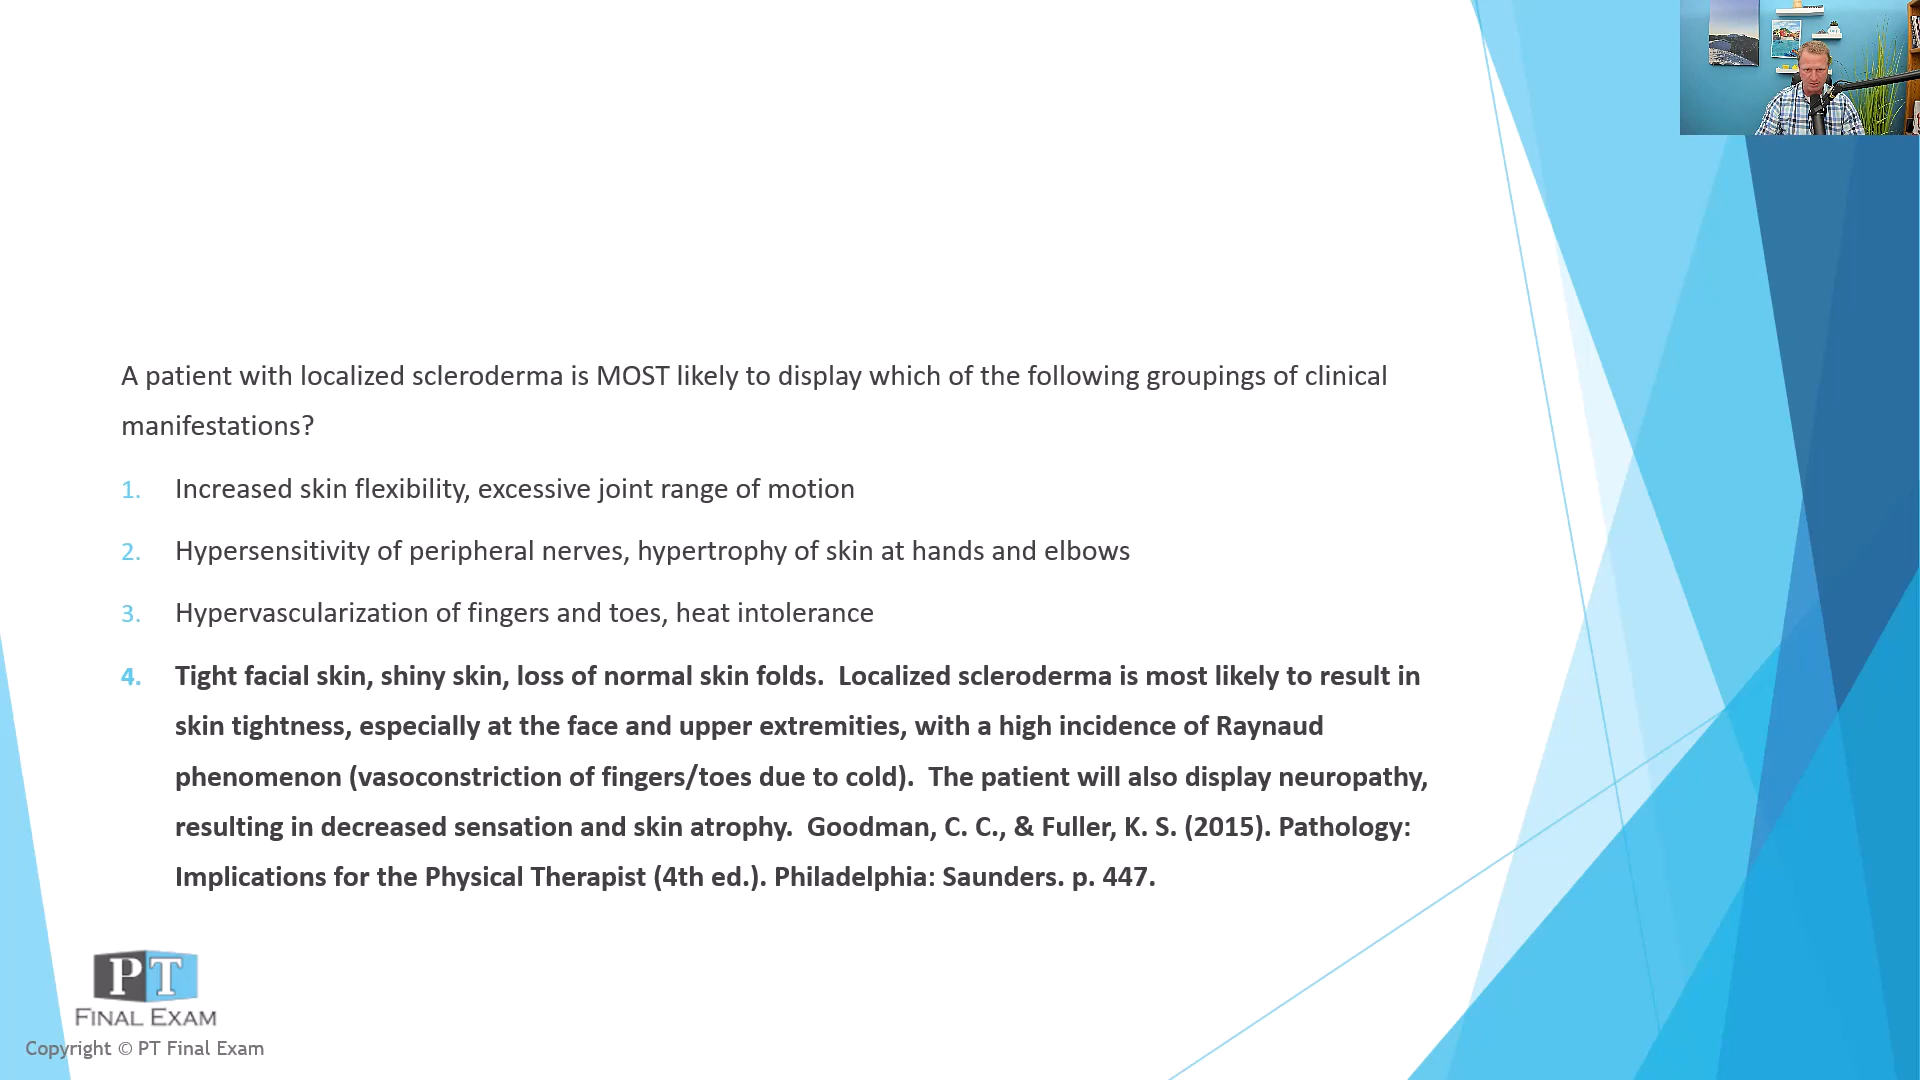 A patient with localized scleroderma is MOST likely to display which of the following groupings of clinical
manifestations?
1. Increased skin flexibility, excessive joint range of motion
2. Hypersensitivity of peripheral nerves, hypertrophy of skin at hands and elbows
3. Hypervascularization of fingers and toes, heat intolerance
4. Tight facial skin, shiny skin, loss of normal skin folds.  Localized scleroderma is most likely to result in
skin tightness, especially at the face and upper extremities, with a high incidence of Raynaud
phenomenon (vasoconstriction of fingers/toes due to cold).  The patient will also display neuropathy,
resulting in decreased sensation and skin atrophy.  Goodman, C. C., & Fuller, K. S. (2015). Pathology:
Implications for the Physical Therapist (4th ed.). Philadelphia: Saunders. p. 447.
PT
FINAL EXAM
Copyright © PT Final Exam